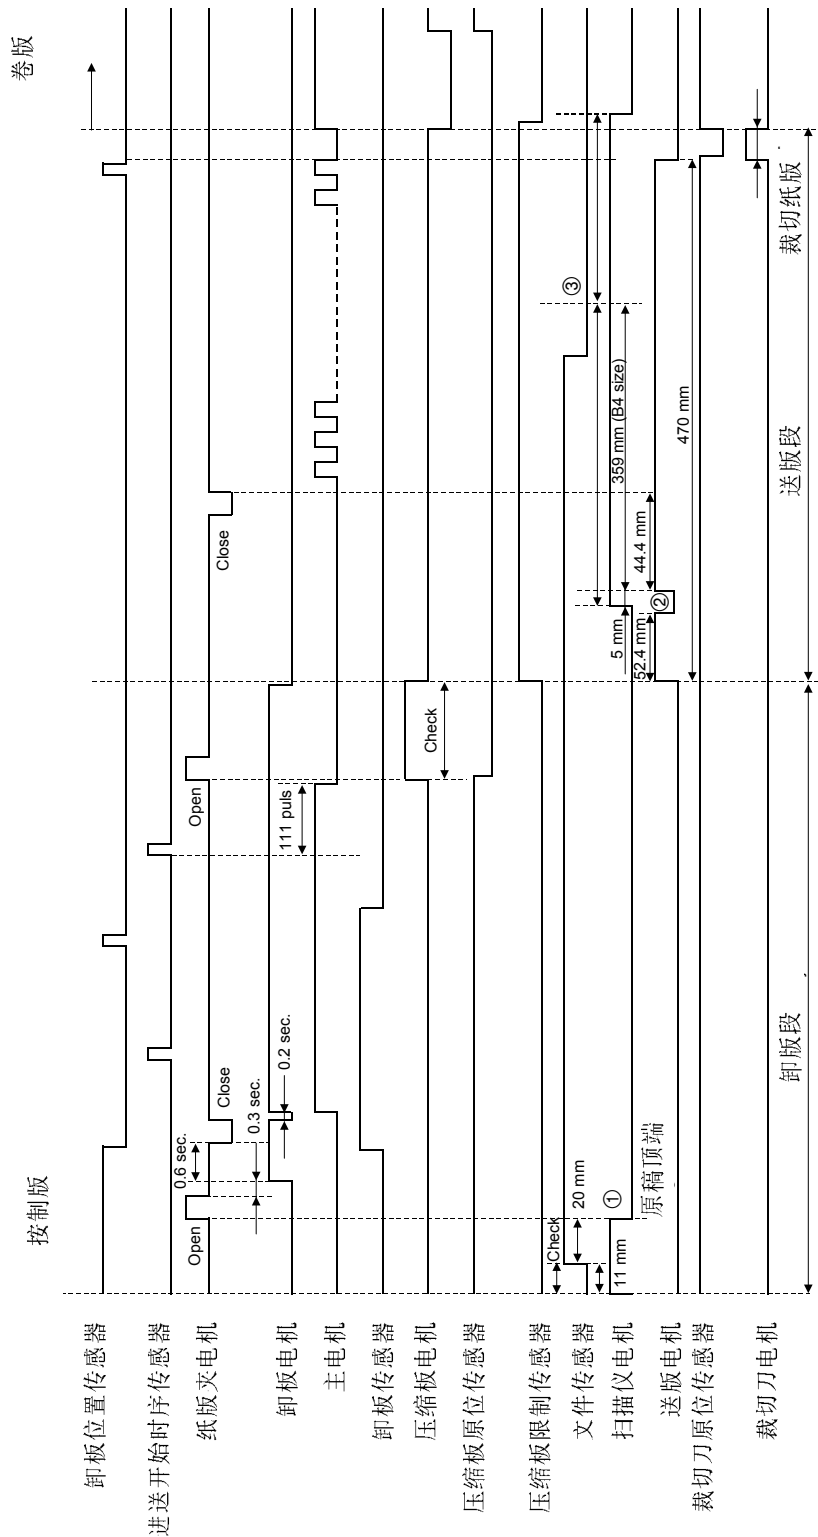 按制版
卷版
卸板位置传感器
进送开始时序传感器
纸版夹电机
Open
Close
Open
Close
0.6 sec.
0.3 sec.
0.2 sec.
卸板电机
主电机
111 puls
卸板传感器
压缩板电机
Check
压缩板原位传感器
压缩板限制传感器
Check
文件传感器
20 mm
③
扫描仪电机
11 mm
①
原稿顶端
5 mm
359 mm (B4 size)
送版电机
52.4 mm
②
44.4 mm
470 mm
裁切刀原位传感器
裁切刀电机
卸版段
送版段
裁切纸版